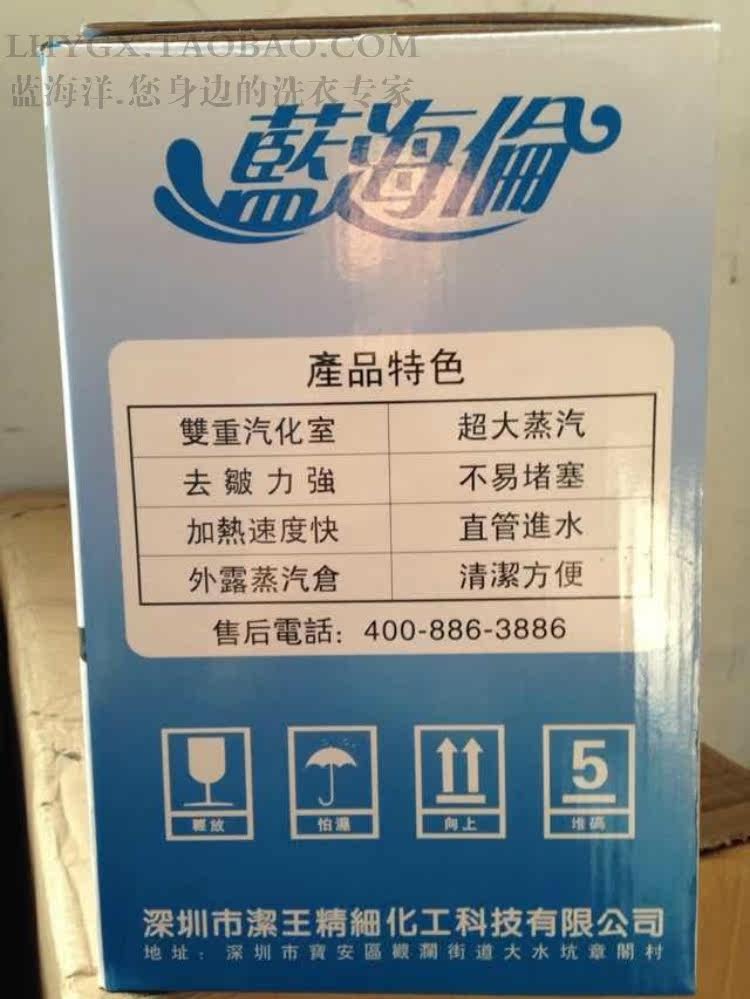 LHYGX.TAOBAO.COM
蓝海洋.您身边的洗衣专家
藍海倫
產品特色
雙重汽化室 超大蒸汽
去皺力強 不易堵塞
加熱速度快 直管進水
外露蒸汽倉 清潔方便
售后電話：400-886-3886
5
輕放 怕濕 向上 堆碼
深圳市潔王精細化工科技有限公司
地址：深圳市寶安區觀瀾街道大水坑章閣村